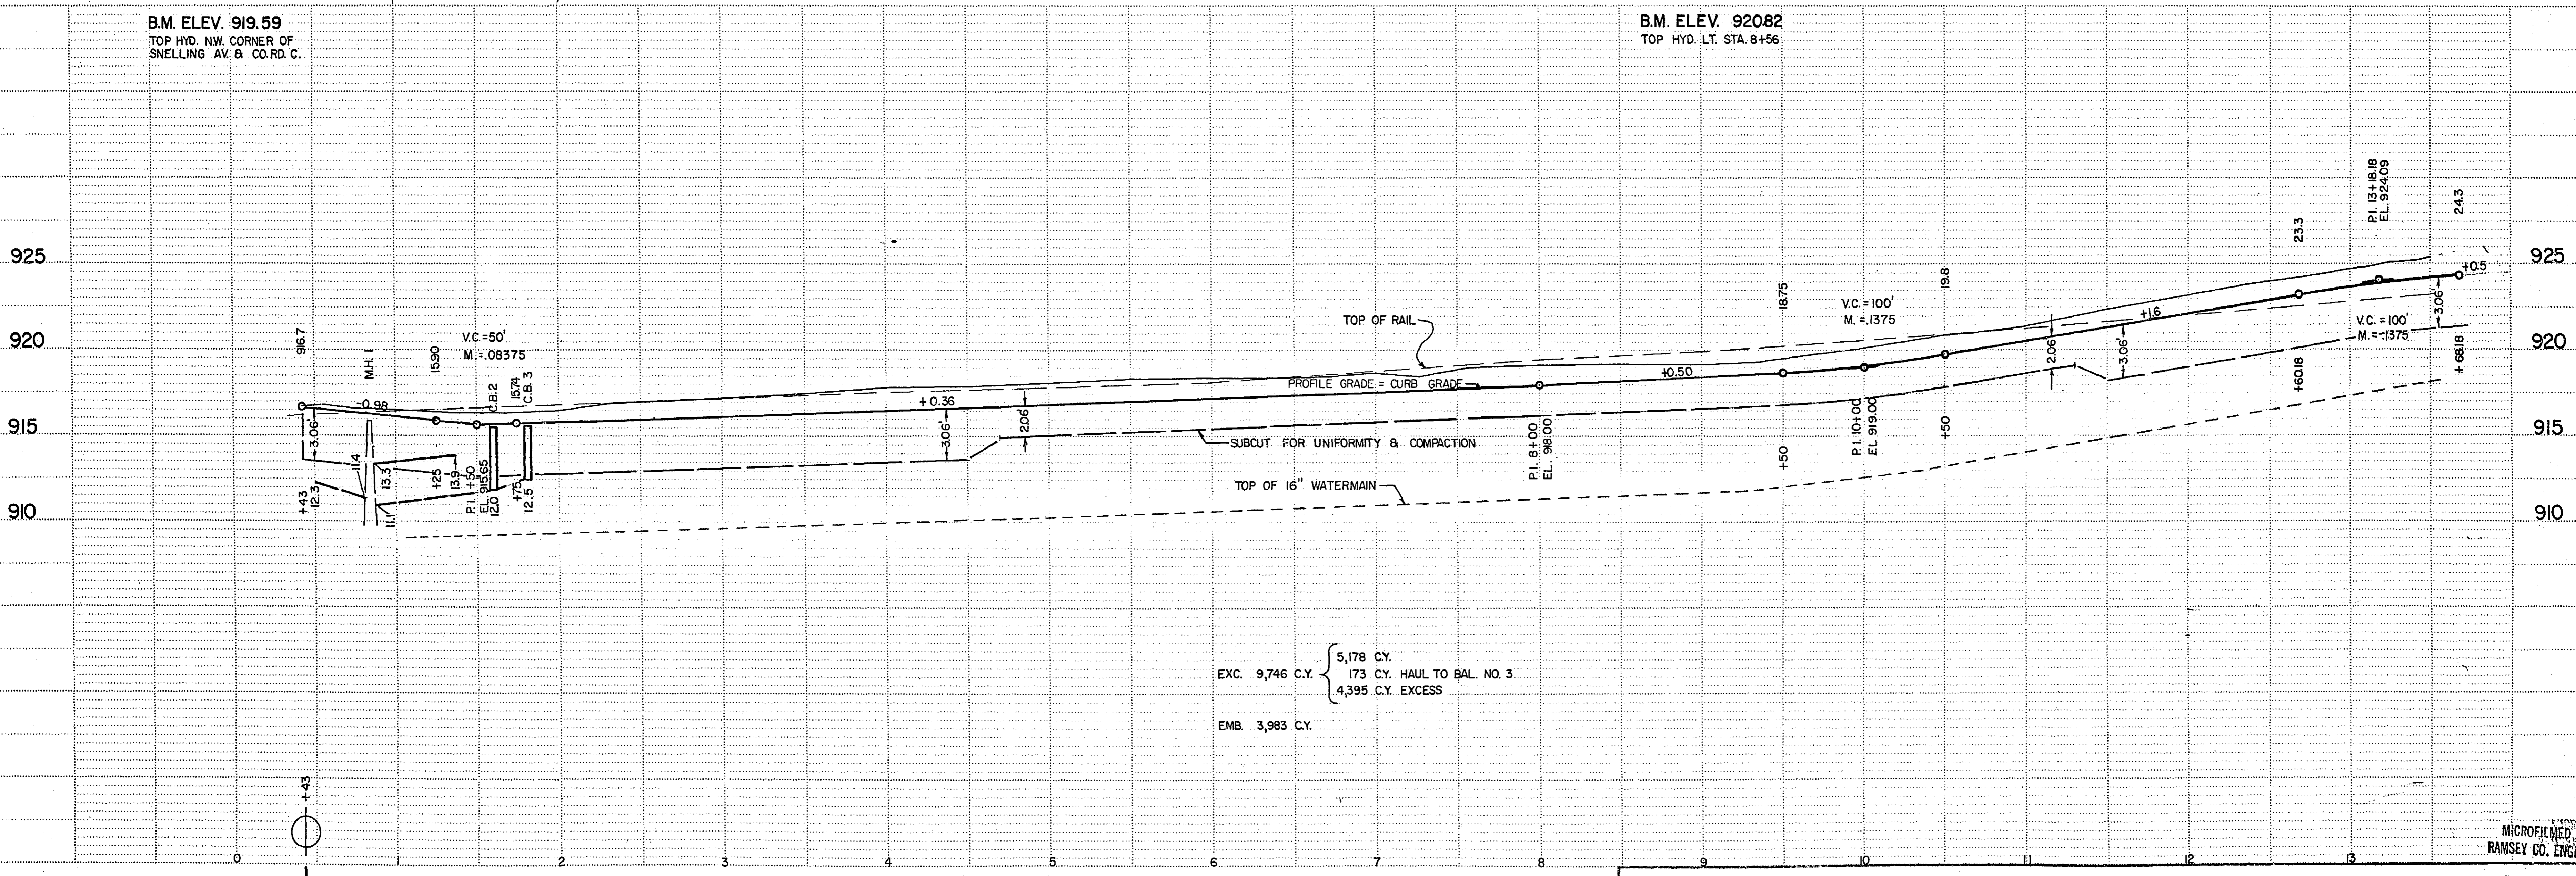 B.M. ELEV. 919.59
TOP HYD. N.W. CORNER OF
SNELLING AV. & CO. RD. C.
B.M. ELEV. 920.82
TOP HYD. LT. STA. 8+56
925
920
915
910
925
920
915
910
916.7
M.H. 1
15.90
V.C. = 50'
M. = .08375
C.B. 2
15.74
C.B. 3
-0.98
3.06'
11.4
13.3
+25
13.9
P.I. +50
EL. 915.65
12.0
+75
12.5
+43
12.3
11.1
+0.36
3.06'
2.06'
SUBCUT FOR UNIFORMITY & COMPACTION
TOP OF RAIL
PROFILE GRADE = CURB GRADE
TOP OF 16" WATERMAIN
P.I. 8+00
EL. 918.00
+0.50
18.75
+50
V.C. = 100'
M. = .1375
P.I. 10+00
EL. 919.00
19.8
+50
2.06'
3.06'
+1.6
23.3
+60.18
P.I. 13+18.18
EL. 924.09
V.C. = 100'
M. = -.1375
24.3
+0.5
3.06'
+68.18
EXC. 9,746 C.Y.
5,178 C.Y.
173 C.Y. HAUL TO BAL. NO. 3
4,395 C.Y. EXCESS
EMB. 3,983 C.Y.
+43
0 1 2 3 4 5 6 7 8 9 10 11 12 13
MICROFILMED
RAMSEY CO. ENG